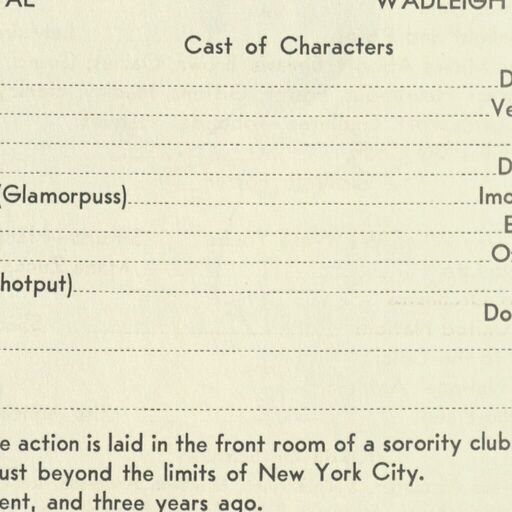 AL WADLEIGH
Cast of Characters
D
Ve
D
(Glamorpuss) Imo
E
O
hotput)
Do
e action is laid in the front room of a sorority club
ust beyond the limits of New York City.
ent, and three years ago.